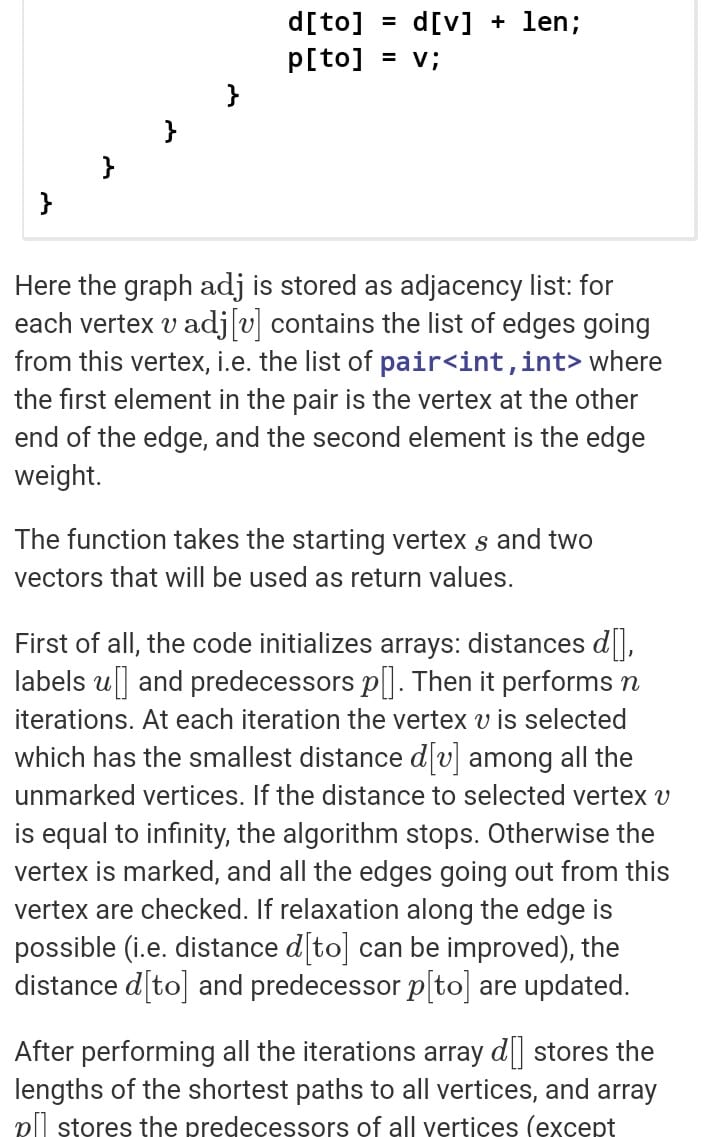 d[to] = d[v] + len;
p[to] = v;
}
}
}
}
Here the graph adj is stored as adjacency list: for
each vertex v adj[v] contains the list of edges going
from this vertex, i.e. the list of pair<int,int> where
the first element in the pair is the vertex at the other
end of the edge, and the second element is the edge
weight.
The function takes the starting vertex s and two
vectors that will be used as return values.
First of all, the code initializes arrays: distances d[],
labels u[] and predecessors p[]. Then it performs n
iterations. At each iteration the vertex v is selected
which has the smallest distance d[v] among all the
unmarked vertices. If the distance to selected vertex v
is equal to infinity, the algorithm stops. Otherwise the
vertex is marked, and all the edges going out from this
vertex are checked. If relaxation along the edge is
possible (i.e. distance d[to] can be improved), the
distance d[to] and predecessor p[to] are updated.
After performing all the iterations array d[] stores the
lengths of the shortest paths to all vertices, and array
p[] stores the predecessors of all vertices (except